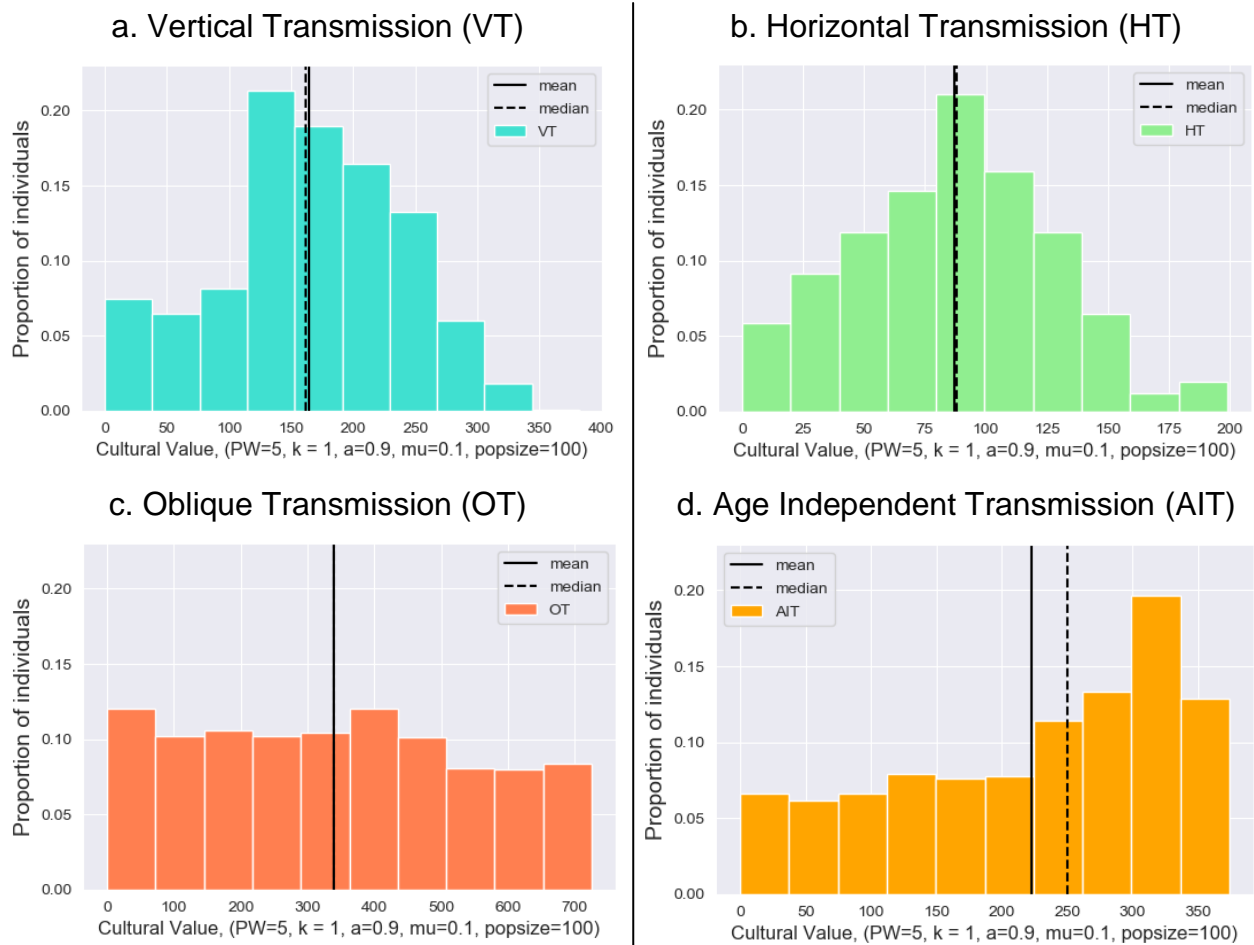 a. Vertical Transmission (VT)
Proportion of individuals
0.20
0.15
0.10
0.05
0.00
mean
median
VT
0 50 100 150 200 250 300 350 400
Cultural Value, (PW=5, k = 1, a=0.9, mu=0.1, popsize=100)
b. Horizontal Transmission (HT)
Proportion of individuals
0.20
0.15
0.10
0.05
0.00
mean
median
HT
0 25 50 75 100 125 150 175 200
Cultural Value, (PW=5, k = 1, a=0.9, mu=0.1, popsize=100)
c. Oblique Transmission (OT)
Proportion of individuals
0.20
0.15
0.10
0.05
0.00
mean
median
OT
0 100 200 300 400 500 600 700
Cultural Value, (PW=5, k = 1, a=0.9, mu=0.1, popsize=100)
d. Age Independent Transmission (AIT)
Proportion of individuals
0.20
0.15
0.10
0.05
0.00
mean
median
AIT
0 50 100 150 200 250 300 350
Cultural Value, (PW=5, k = 1, a=0.9, mu=0.1, popsize=100)